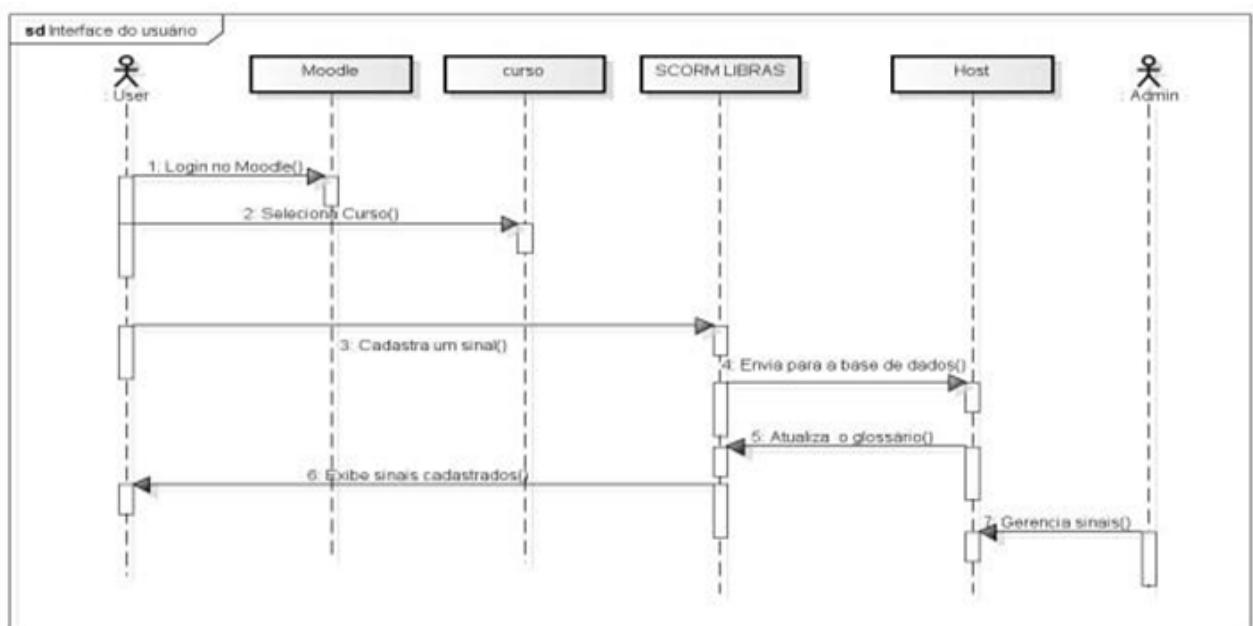 sd Interface do usuário
: User
Moodle
curso
SCORM LIBRAS
Host
: Admin
1: Login no Moodle()
2: Seleciona Curso()
3: Cadastra um sinal()
4: Envia para a base de dados()
5: Atualiza o glossário()
6: Exibe sinais cadastrados()
7: Gerencia sinais()